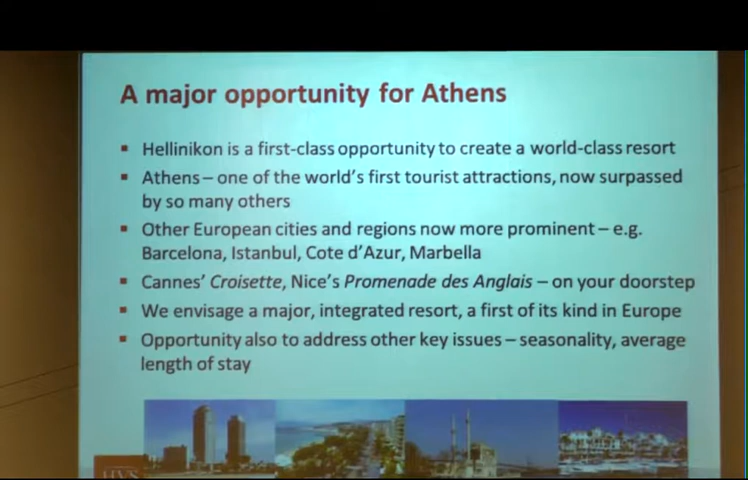 A major opportunity for Athens
▪ Hellinikon is a first-class opportunity to create a world-class resort
▪ Athens – one of the world's first tourist attractions, now surpassed
by so many others
▪ Other European cities and regions now more prominent – e.g.
Barcelona, Istanbul, Cote d'Azur, Marbella
▪ Cannes' Croisette, Nice's Promenade des Anglais – on your doorstep
▪ We envisage a major, integrated resort, a first of its kind in Europe
▪ Opportunity also to address other key issues – seasonality, average
length of stay
HVS